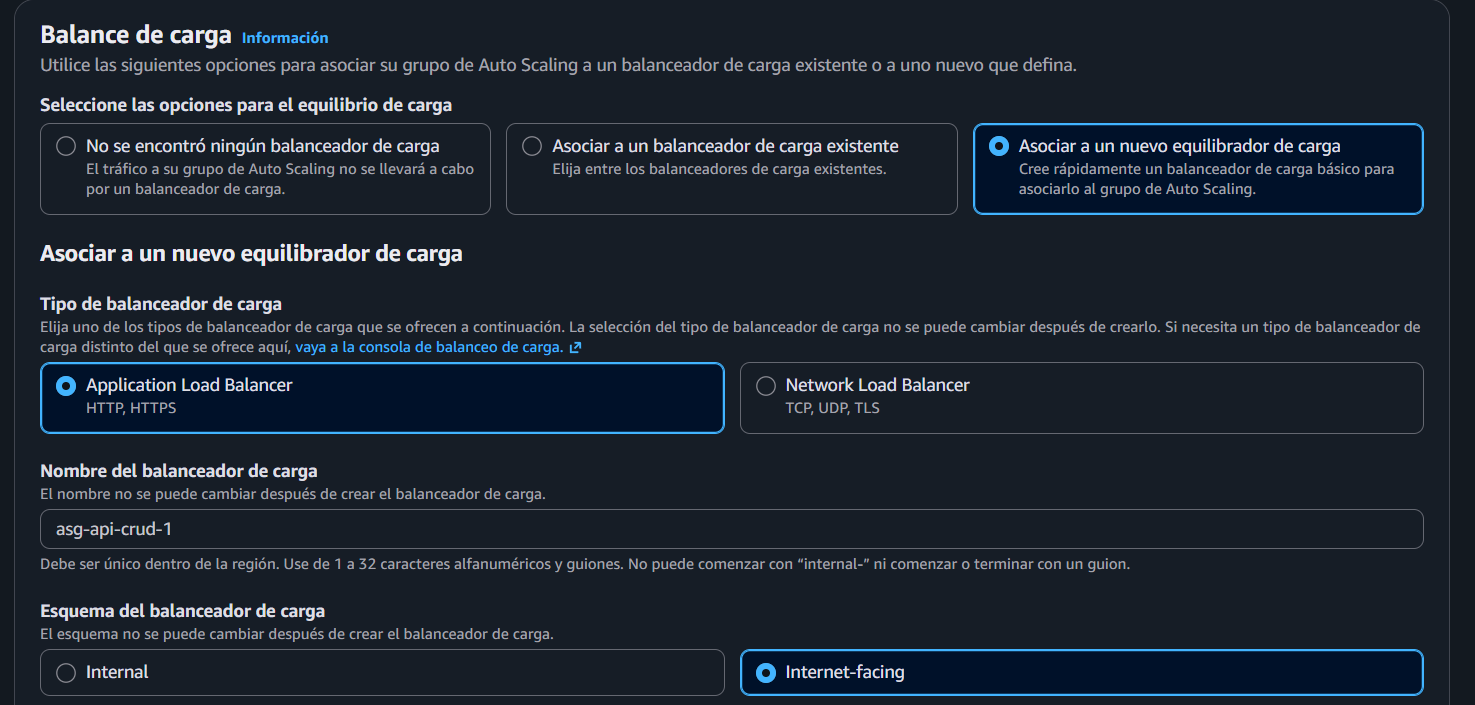 Balance de carga Información
Utilice las siguientes opciones para asociar su grupo de Auto Scaling a un balanceador de carga existente o a uno nuevo que defina.
Seleccione las opciones para el equilibrio de carga
No se encontró ningún balanceador de carga
El tráfico a su grupo de Auto Scaling no se llevará a cabo
por un balanceador de carga.
Asociar a un balanceador de carga existente
Elija entre los balanceadores de carga existentes.
Asociar a un nuevo equilibrador de carga
Cree rápidamente un balanceador de carga básico para
asociarlo al grupo de Auto Scaling.
Asociar a un nuevo equilibrador de carga
Tipo de balanceador de carga
Elija uno de los tipos de balanceador de carga que se ofrecen a continuación. La selección del tipo de balanceador de carga no se puede cambiar después de crearlo. Si necesita un tipo de balanceador de
carga distinto del que se ofrece aquí, vaya a la consola de balanceo de carga.
Application Load Balancer
HTTP, HTTPS
Network Load Balancer
TCP, UDP, TLS
Nombre del balanceador de carga
El nombre no se puede cambiar después de crear el balanceador de carga.
asg-api-crud-1
Debe ser único dentro de la región. Use de 1 a 32 caracteres alfanuméricos y guiones. No puede comenzar con “internal-” ni comenzar o terminar con un guion.
Esquema del balanceador de carga
El esquema no se puede cambiar después de crear el balanceador de carga.
Internal
Internet-facing